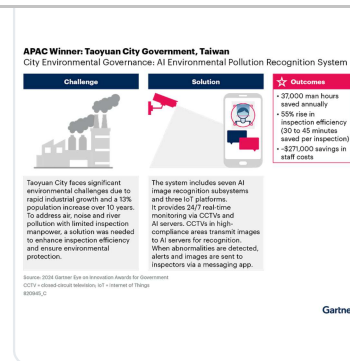 APAC Winner: Taoyuan City Government, Taiwan
City Environmental Governance: AI Environmental Pollution Recognition System
Challenge
Taoyuan City faces significant
environmental challenges due to
rapid industrial growth and a 13%
population increase over 10 years.
To address air, noise and river
pollution with limited inspection
manpower, a solution was needed
to enhance inspection efficiency
and ensure environmental
protection.
Solution
The system includes seven AI
image recognition subsystems
and three IoT platforms.
It provides 24/7 real-time
monitoring via CCTVs and
AI servers. CCTVs in high-
compliance areas transmit images
to AI servers for recognition.
When abnormalities are detected,
alerts and images are sent to
inspectors via a messaging app.
Outcomes
• 37,000 man hours
saved annually
• 55% rise in
inspection efficiency
(30 to 45 minutes
saved per inspection)
• ~$271,000 savings in
staff costs
Source: 2024 Gartner Eye on Innovation Awards for Government
CCTV = closed-circuit television; IoT = Internet of Things
820945_C
Gartne